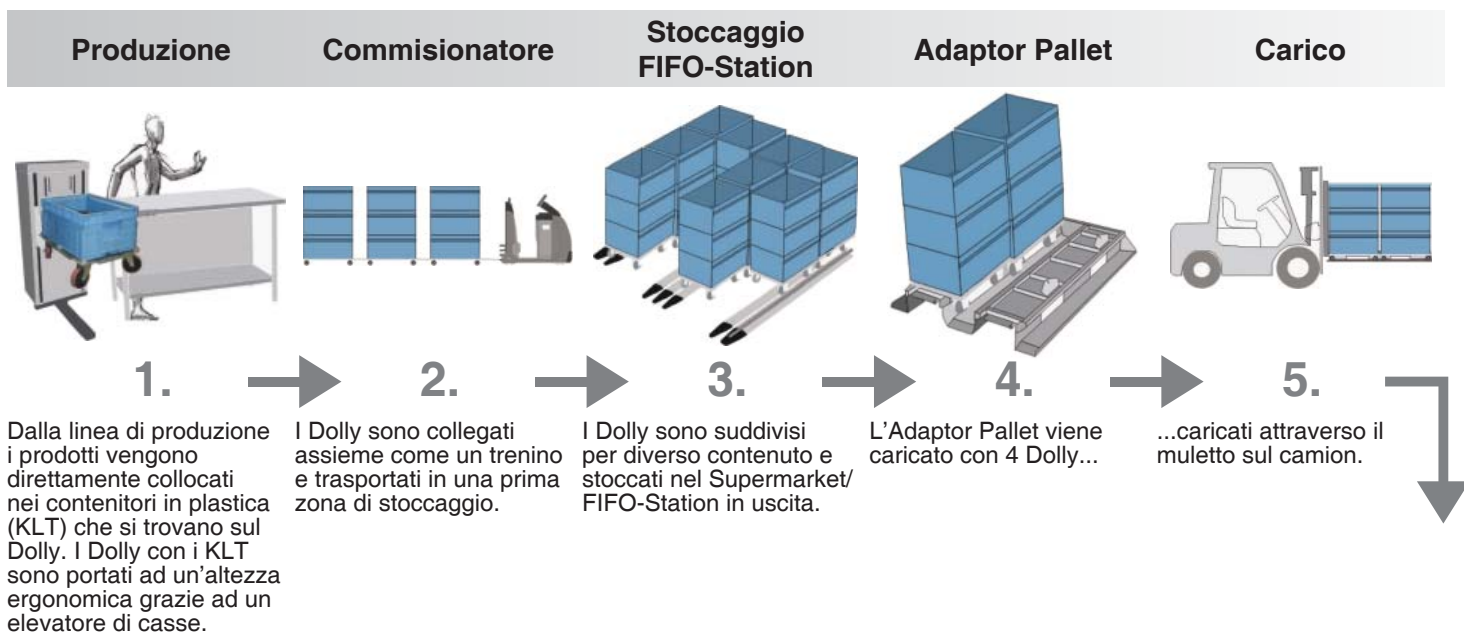 Produzione
Commisionatore
Stoccaggio
FIFO-Station
Adaptor Pallet
Carico
1.
2.
3.
4.
5.
Dalla linea di produzione
i prodotti vengono
direttamente collocati
nei contenitori in plastica
(KLT) che si trovano sul
Dolly. I Dolly con i KLT
sono portati ad un'altezza
ergonomica grazie ad un
elevatore di casse.
I Dolly sono collegati
assieme come un trenino
e trasportati in una prima
zona di stoccaggio.
I Dolly sono suddivisi
per diverso contenuto e
stoccati nel Supermarket/
FIFO-Station in uscita.
L'Adaptor Pallet viene
caricato con 4 Dolly...
...caricati attraverso il
muletto sul camion.